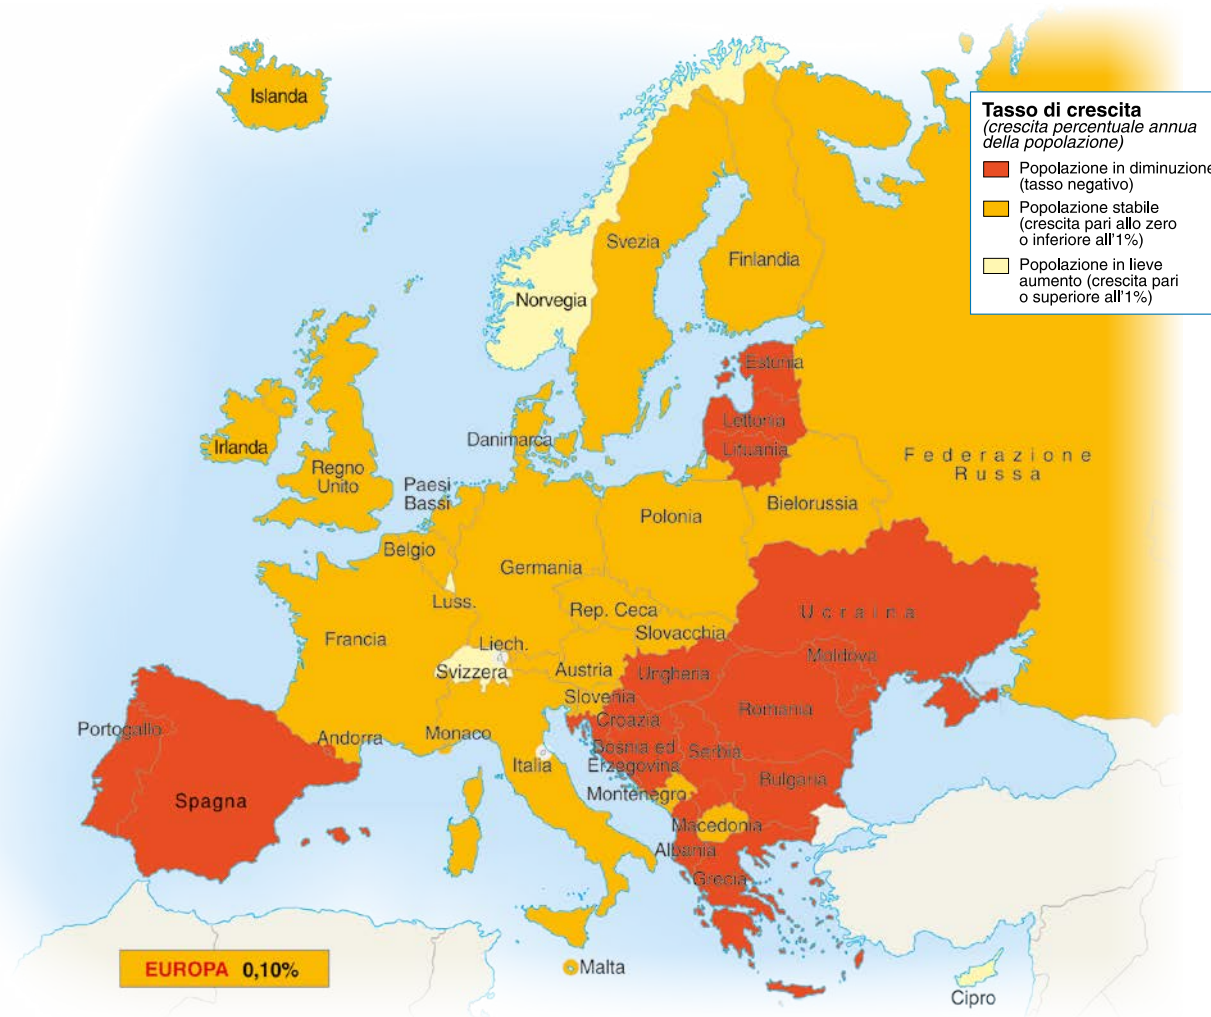 Islanda
Tasso di crescita
(crescita percentuale annua
della popolazione)
Popolazione in diminuzione
(tasso negativo)
Popolazione stabile
(crescita pari allo zero
o inferiore all'1%)
Popolazione in lieve
aumento (crescita pari
o superiore all'1%)
Svezia
Finlandia
Norvegia
Estunia
Lettonia
Lituania
Danimarca
Irlanda
Regno
Unito
Paesi
Bassi
Federazione
Russa
Bielorussia
Polonia
Belgio
Germania
Luss.
Rep. Ceca
Ucraina
Slovacchia
Francia
Liech.
Svizzera
Austria
Ungheria
Moldova
Slovenia
Romania
Croazia
Portogallo
Andorra
Monaco
Italia
Bosnia ed
Erzegovina
Serbia
Bulgaria
Montenegro
Spagna
Macedonia
Albania
Grecia
EUROPA 0,10%
Malta
Cipro